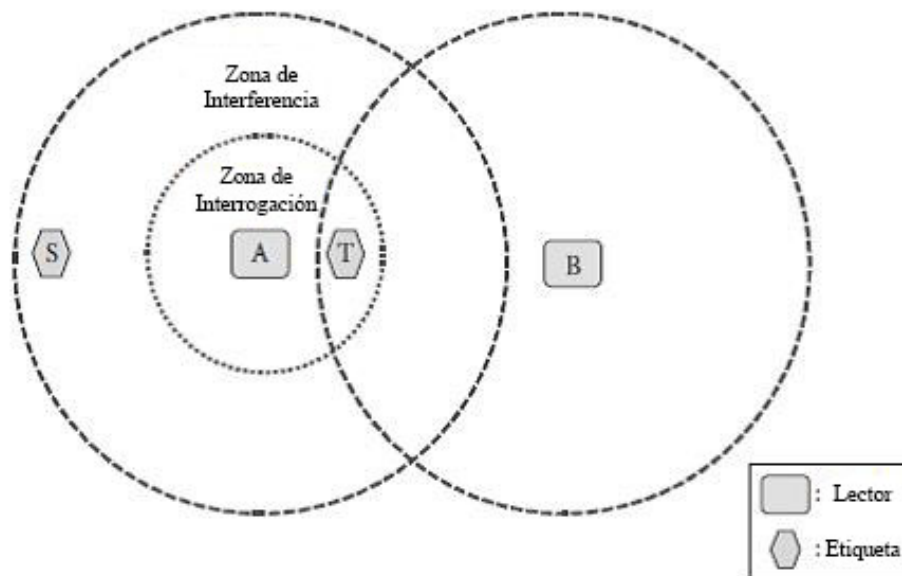 Zona de
Interferencia
Zona de
Interrogación
S
A
T
B
: Lector
: Etiqueta